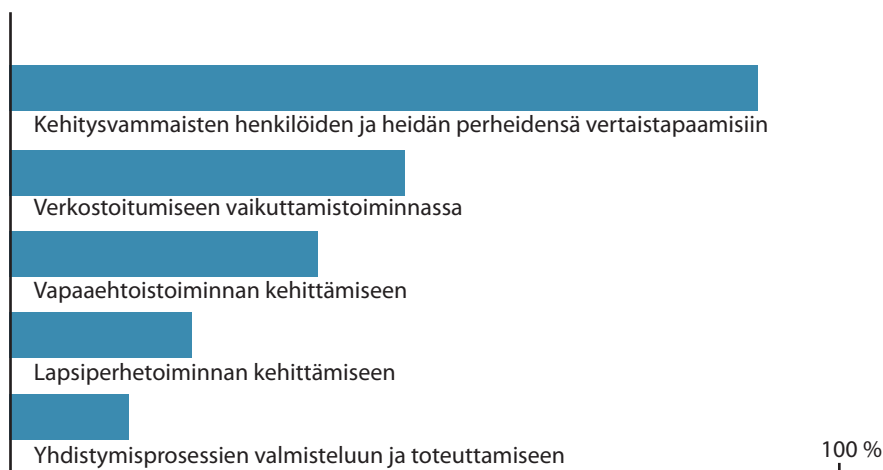 Kehitysvammaisten henkilöiden ja heidän perheidensä vertaistapaamisiin
Verkostoitumiseen vaikuttamistoiminnassa
Vapaaehtoistoiminnan kehittämiseen
Lapsiperhetoiminnan kehittämiseen
Yhdistymisprosessien valmisteluun ja toteuttamiseen
100 %